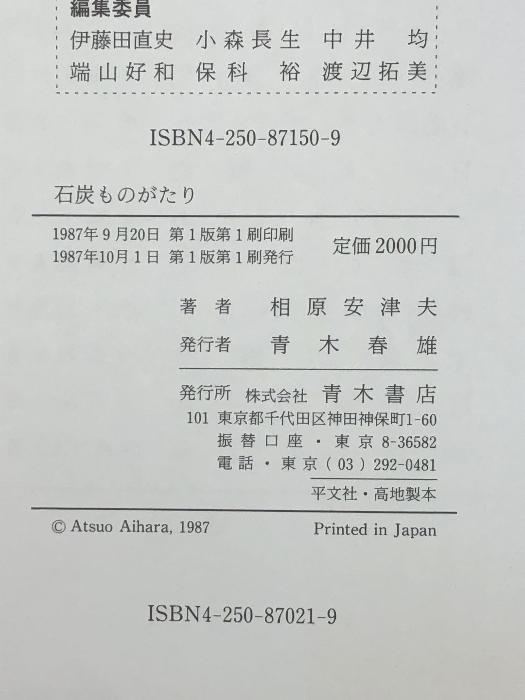 編集委員
伊藤田直史 小森長生 中井 均
端山好和 保科 裕 渡辺拓美
ISBN4-250-87150-9
石炭ものがたり
1987年9月20日 第1版第1刷印刷
1987年10月1日 第1版第1刷発行
定価2000円
著者 相原安津夫
発行者 青木春雄
発行所 株式会社 青木書店
101 東京都千代田区神田神保町1-60
振替口座・東京 8-36582
電話・東京(03)292-0481
平文社・高地製本
© Atsuo Aihara, 1987 Printed in Japan
ISBN4-250-87021-9